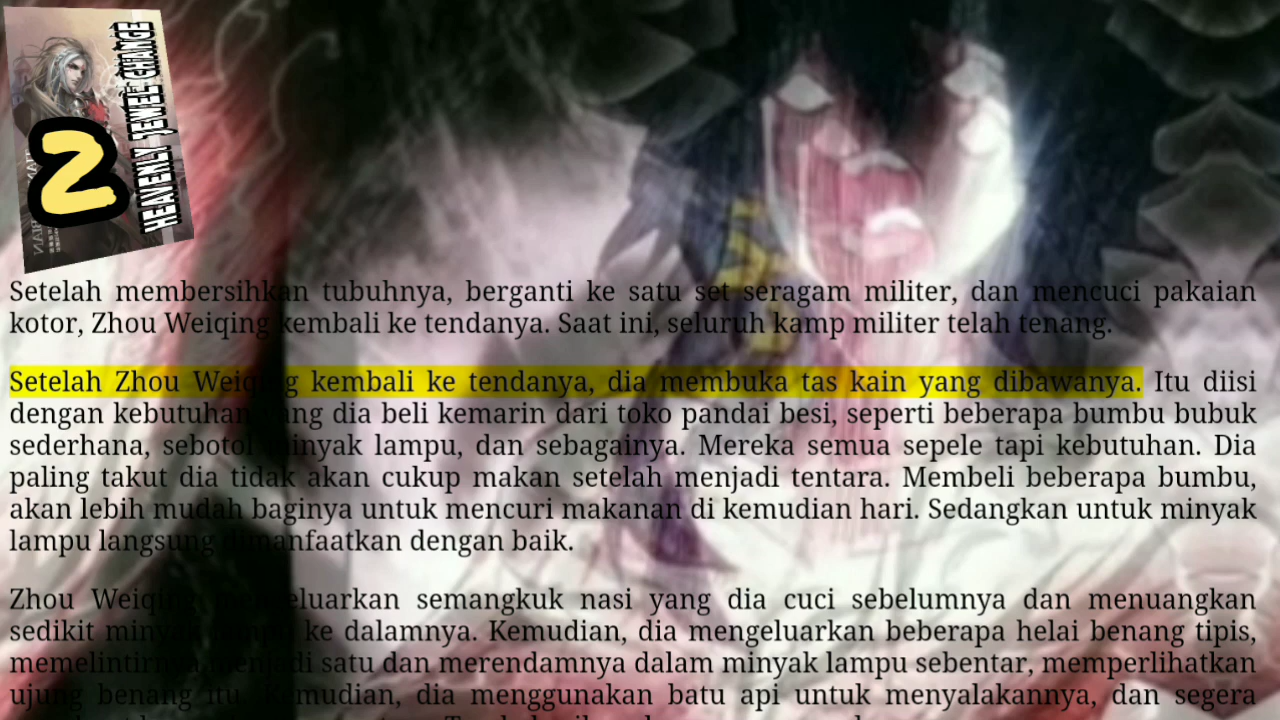 HEAVENLY JEWEL CHANGE
2
Setelah membersihkan tubuhnya, berganti ke satu set seragam militer, dan mencuci pakaian
kotor, Zhou Weiqing kembali ke tendanya. Saat ini, seluruh kamp militer telah tenang.
Setelah Zhou Weiqing kembali ke tendanya, dia membuka tas kain yang dibawanya. Itu diisi
dengan kebutuhan yang dia beli kemarin dari toko pandai besi, seperti beberapa bumbu bubuk
sederhana, sebotol minyak lampu, dan sebagainya. Mereka semua sepele tapi kebutuhan. Dia
paling takut dia tidak akan cukup makan setelah menjadi tentara. Membeli beberapa bumbu,
akan lebih mudah baginya untuk mencuri makanan di kemudian hari. Sedangkan untuk minyak
lampu langsung dimanfaatkan dengan baik.
Zhou Weiqing mengeluarkan semangkuk nasi yang dia cuci sebelumnya dan menuangkan
sedikit minyak lampu ke dalamnya. Kemudian, dia mengeluarkan beberapa helai benang tipis,
memelintirnya menjadi satu dan merendamnya dalam minyak lampu sebentar, memperlihatkan
ujung benang itu. Kemudian, dia menggunakan batu api untuk menyalakannya, dan segera